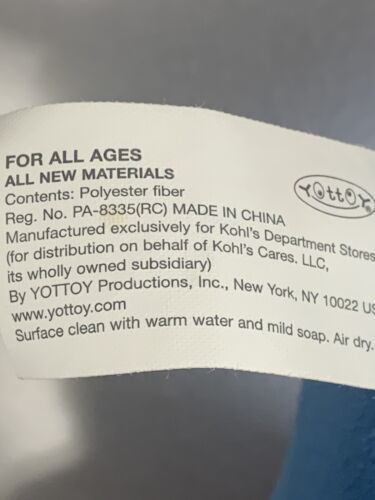 FOR ALL AGES
ALL NEW MATERIALS
Contents: Polyester fiber
Reg. No. PA-8335(RC) MADE IN CHINA
YOttOY
Manufactured exclusively for Kohl's Department Stores
(for distribution on behalf of Kohl's Cares. LLC,
its wholly owned subsidiary)
By YOTTOY Productions, Inc., New York, NY 10022 US
www.yottoy.com
Surface clean with warm water and mild soap. Air dry.